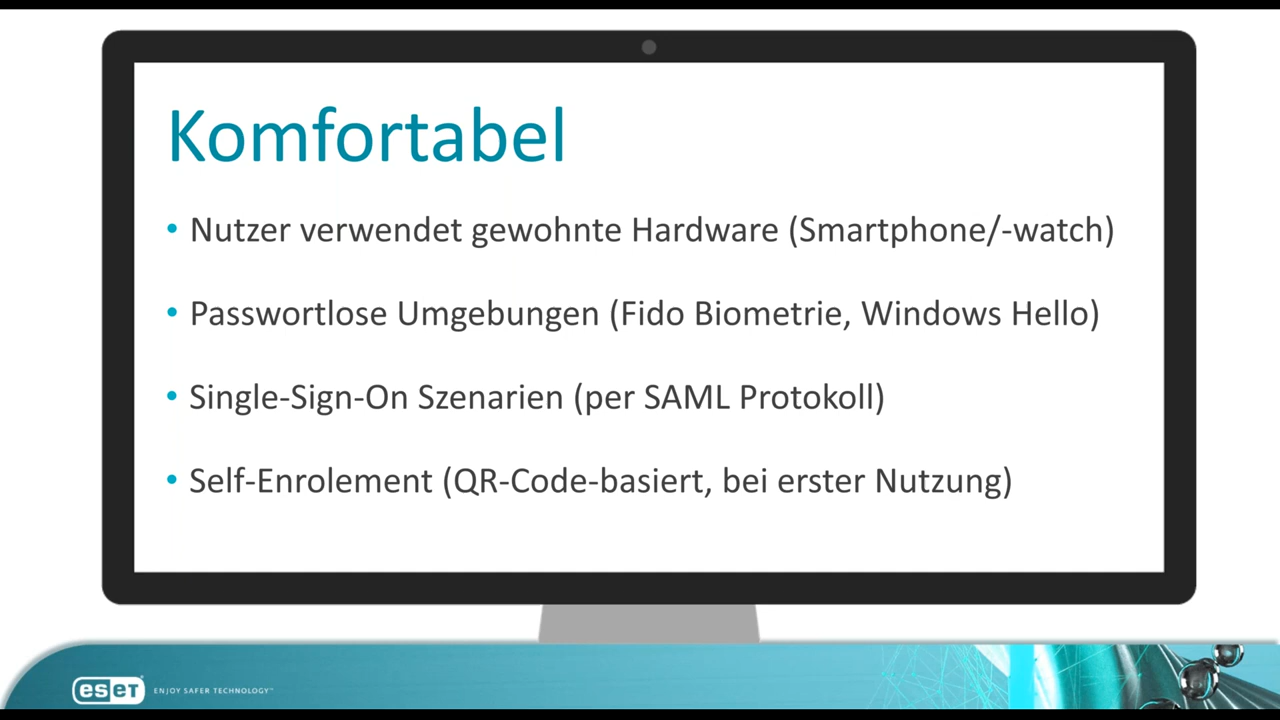 Komfortabel
• Nutzer verwendet gewohnte Hardware (Smartphone/-watch)
• Passwortlose Umgebungen (Fido Biometrie, Windows Hello)
• Single-Sign-On Szenarien (per SAML Protokoll)
• Self-Enrolement (QR-Code-basiert, bei erster Nutzung)
eseT ENJOY SAFER TECHNOLOGY™